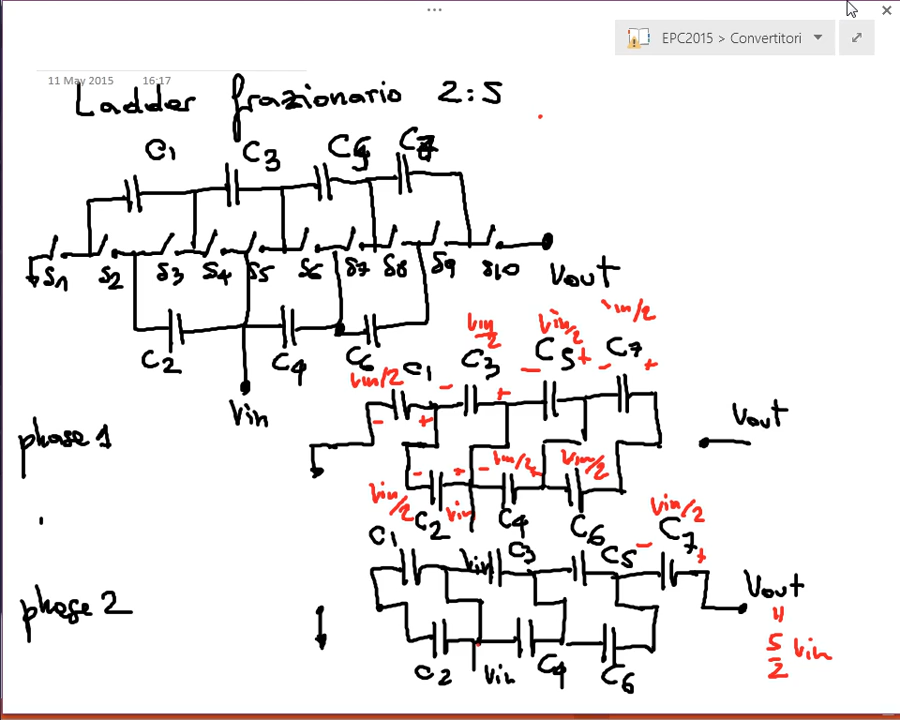 EPC2015 > Convertitori
11 May 2015 16:17
Ladder frazionario 2:5
C1 C3 C5
S1 S2 S3 S4 S5 S6 S7 S8 S9 S10
Vout
C2 C4 C6
Vin
phase 1
Vin/2 Vin/2 Vin/2 in/2
C1 C3 C5 C7
- + - + - + - +
Vout
- + - Vin/2 + Vin/2
Vin/2 C2 Vin C4 C6
phase 2
Vin/2
C1 Vin C3 C5 - C7 +
Vout
"
5/2 Vin
C2 Vin C4 C6